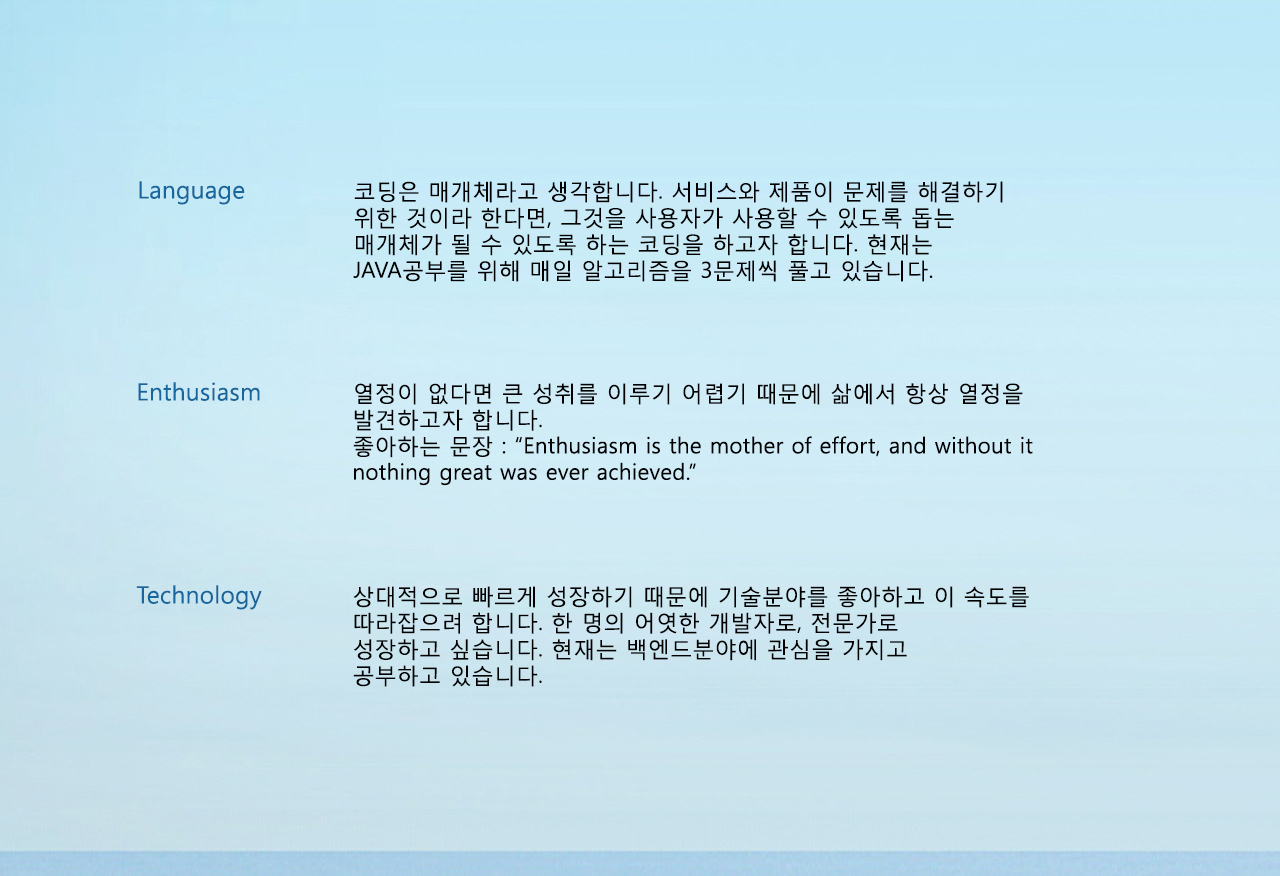 Language
코딩은 매개체라고 생각합니다. 서비스와 제품이 문제를 해결하기
위한 것이라 한다면, 그것을 사용자가 사용할 수 있도록 돕는
매개체가 될 수 있도록 하는 코딩을 하고자 합니다. 현재는
JAVA공부를 위해 매일 알고리즘을 3문제씩 풀고 있습니다.
Enthusiasm
열정이 없다면 큰 성취를 이루기 어렵기 때문에 삶에서 항상 열정을
발견하고자 합니다.
좋아하는 문장 : “Enthusiasm is the mother of effort, and without it
nothing great was ever achieved.”
Technology
상대적으로 빠르게 성장하기 때문에 기술분야를 좋아하고 이 속도를
따라잡으려 합니다. 한 명의 어엿한 개발자로, 전문가로
성장하고 싶습니다. 현재는 백엔드분야에 관심을 가지고
공부하고 있습니다.